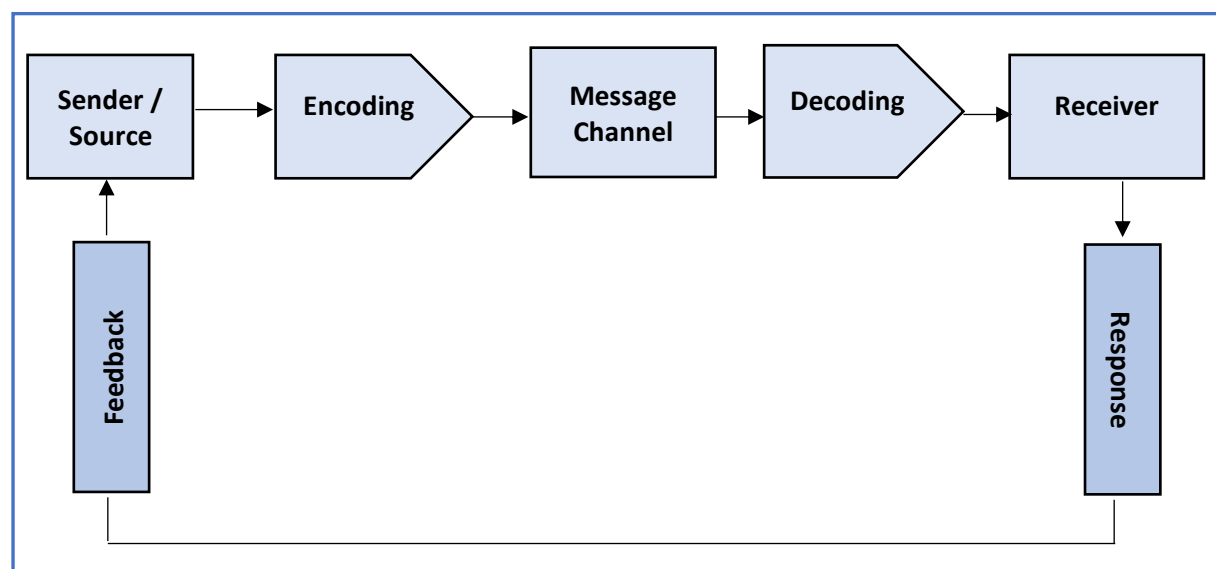 Sender /
Source
Encoding
Message
Channel
Decoding
Receiver
Feedback
Response